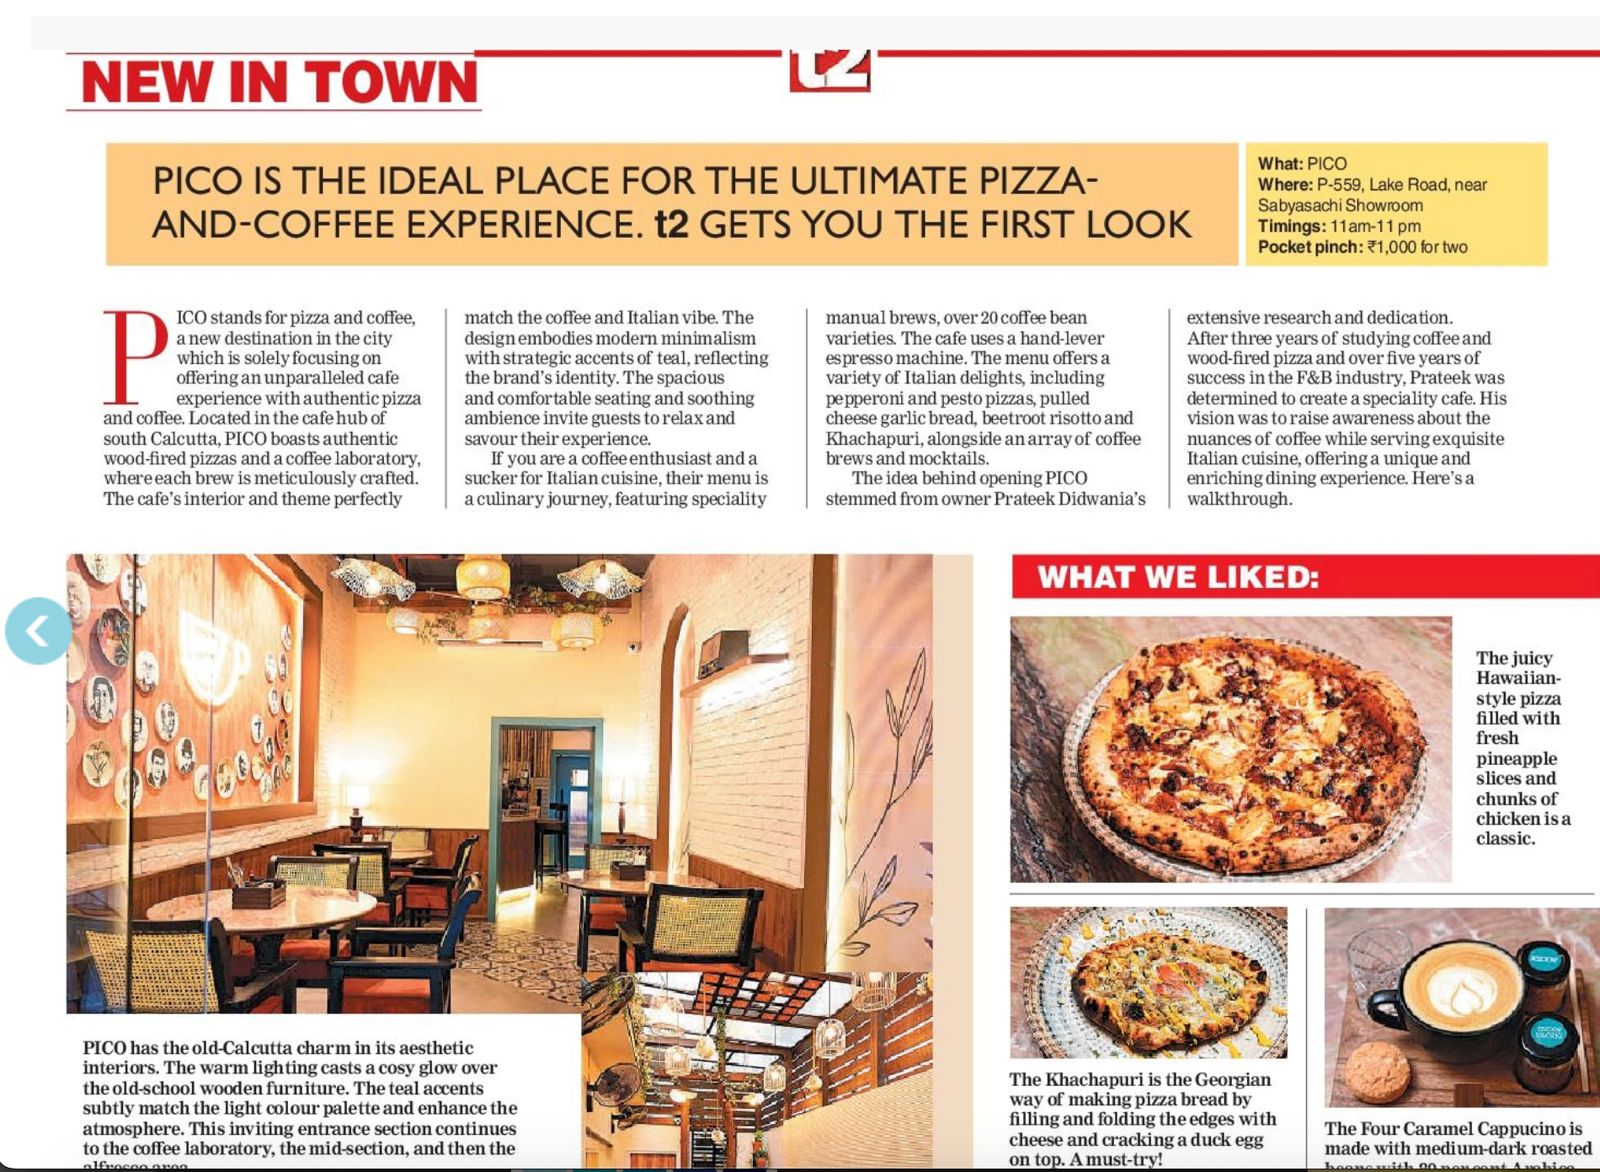 NEW IN TOWN
t2
PICO IS THE IDEAL PLACE FOR THE ULTIMATE PIZZA-
AND-COFFEE EXPERIENCE. t2 GETS YOU THE FIRST LOOK
What: PICO
Where: P-559, Lake Road, near
Sabyasachi Showroom
Timings: 11am-11 pm
Pocket pinch: ₹1,000 for two
PICO stands for pizza and coffee,
a new destination in the city
which is solely focusing on
offering an unparalleled cafe
experience with authentic pizza
and coffee. Located in the cafe hub of
south Calcutta, PICO boasts authentic
wood-fired pizzas and a coffee laboratory,
where each brew is meticulously crafted.
The cafe's interior and theme perfectly
match the coffee and Italian vibe. The
design embodies modern minimalism
with strategic accents of teal, reflecting
the brand's identity. The spacious
and comfortable seating and soothing
ambience invite guests to relax and
savour their experience.
If you are a coffee enthusiast and a
sucker for Italian cuisine, their menu is
a culinary journey, featuring speciality
manual brews, over 20 coffee bean
varieties. The cafe uses a hand-lever
espresso machine. The menu offers a
variety of Italian delights, including
pepperoni and pesto pizzas, pulled
cheese garlic bread, beetroot risotto and
Khachapuri, alongside an array of coffee
brews and mocktails.
The idea behind opening PICO
stemmed from owner Prateek Didwania's
extensive research and dedication.
After three years of studying coffee and
wood-fired pizza and over five years of
success in the F&B industry, Prateek was
determined to create a speciality cafe. His
vision was to raise awareness about the
nuances of coffee while serving exquisite
Italian cuisine, offering a unique and
enriching dining experience. Here's a
walkthrough.
PICO has the old-Calcutta charm in its aesthetic
interiors. The warm lighting casts a cosy glow over
the old-school wooden furniture. The teal accents
subtly match the light colour palette and enhance the
atmosphere. This inviting entrance section continues
to the coffee laboratory, the mid-section, and then the
alfresco area
WHAT WE LIKED:
The juicy
Hawaiian-
style pizza
filled with
fresh
pineapple
slices and
chunks of
chicken is a
classic.
The Khachapuri is the Georgian
way of making pizza bread by
filling and folding the edges with
cheese and cracking a duck egg
on top. A must-try!
The Four Caramel Cappucino is
made with medium-dark roasted